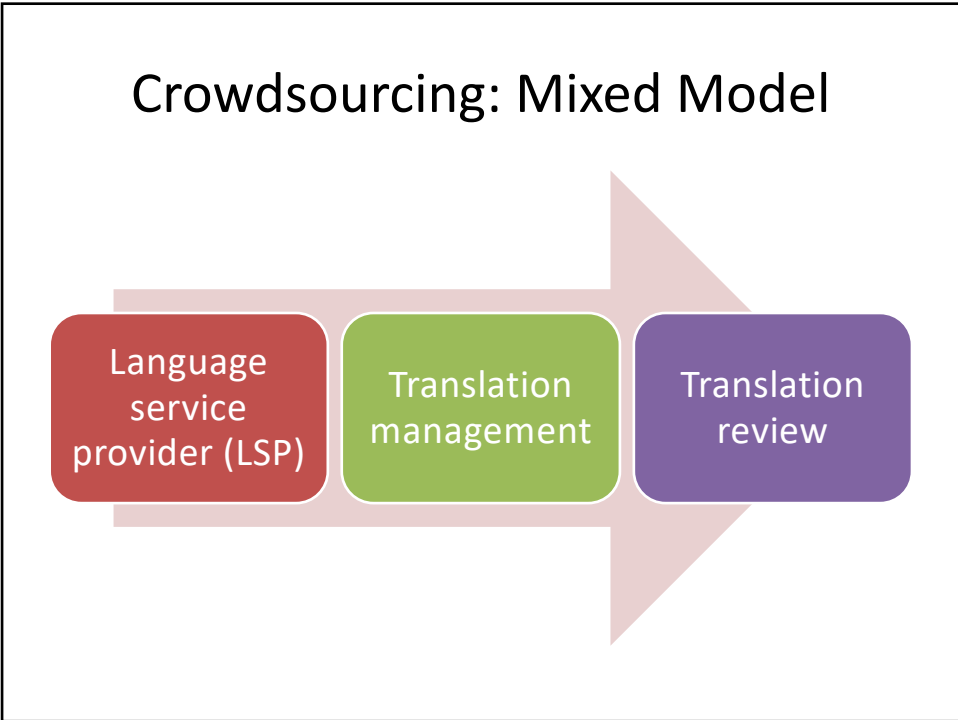 Crowdsourcing: Mixed Model
Language
service
provider (LSP)
Translation
management
Translation
review